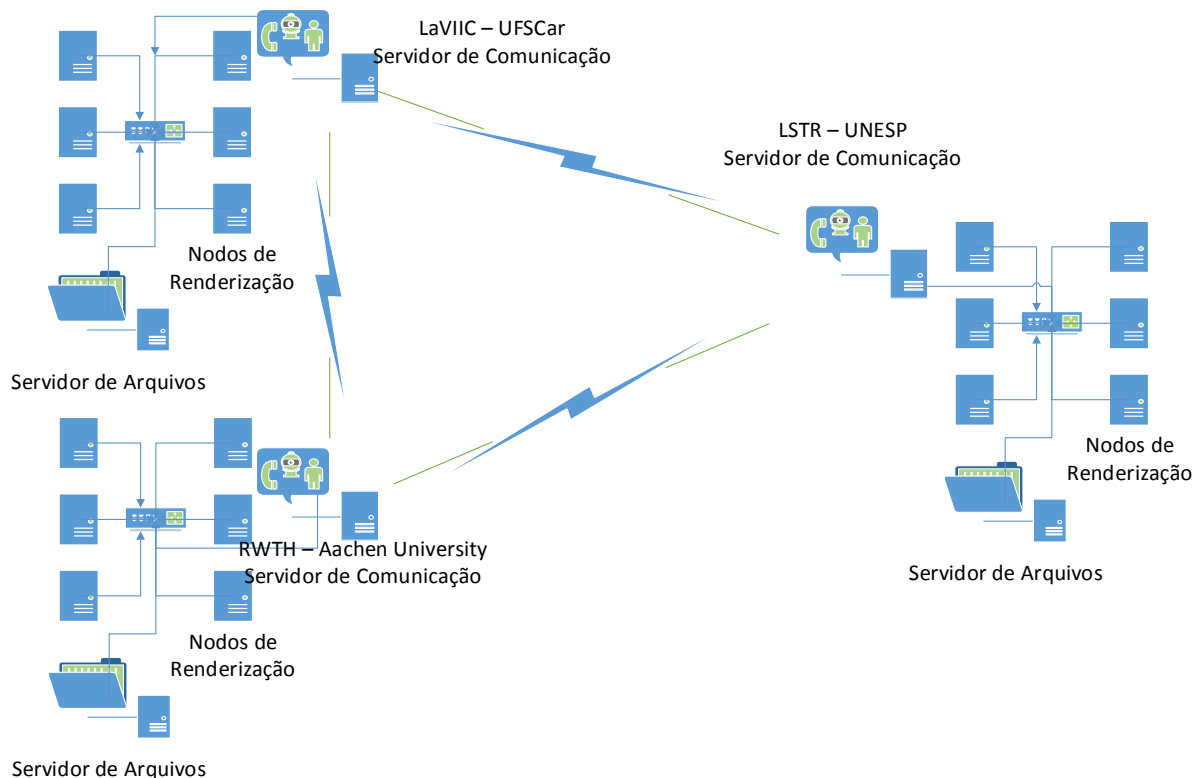 LaVIIC – UFSCar
Servidor de Comunicação
LSTR – UNESP
Servidor de Comunicação
Nodos de
Renderização
Servidor de Arquivos
Nodos de
Renderização
Servidor de Arquivos
RWTH – Aachen University
Servidor de Comunicação
Nodos de
Renderização
Servidor de Arquivos